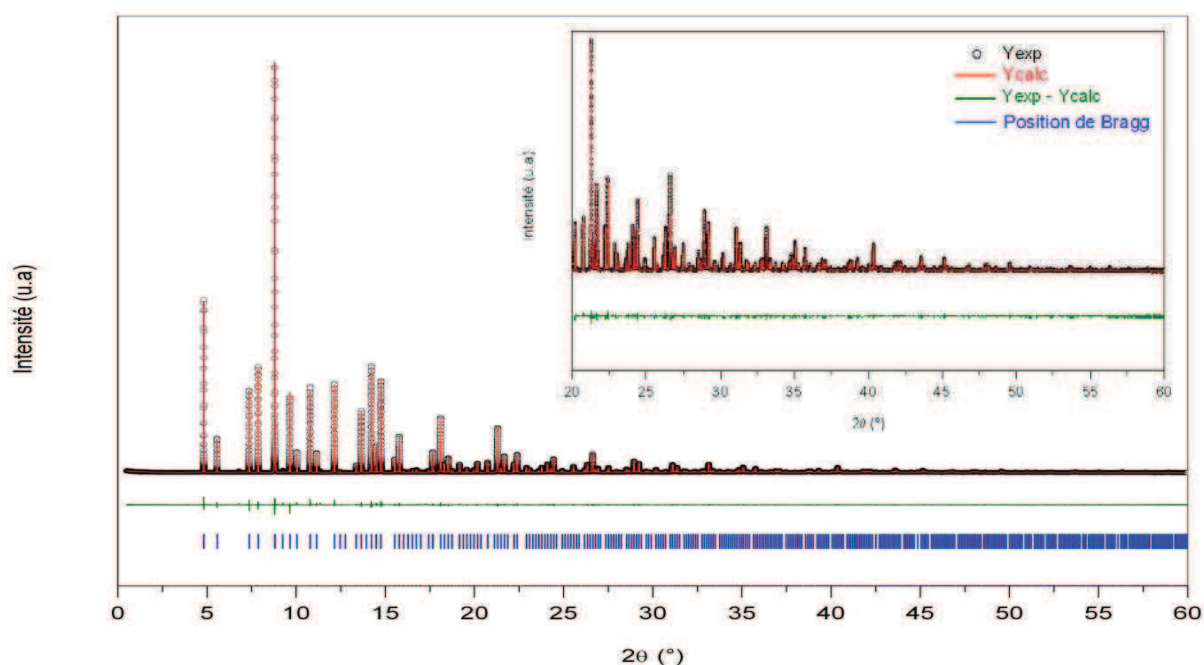 Intensité (u.a)
0 5 10 15 20 25 30 35 40 45 50 55 60
2θ (°)
Intensité (u.a)
20 25 30 35 40 45 50 55 60
2θ (°)
Yexp
Ycalc
Yexp - Ycalc
Position de Bragg